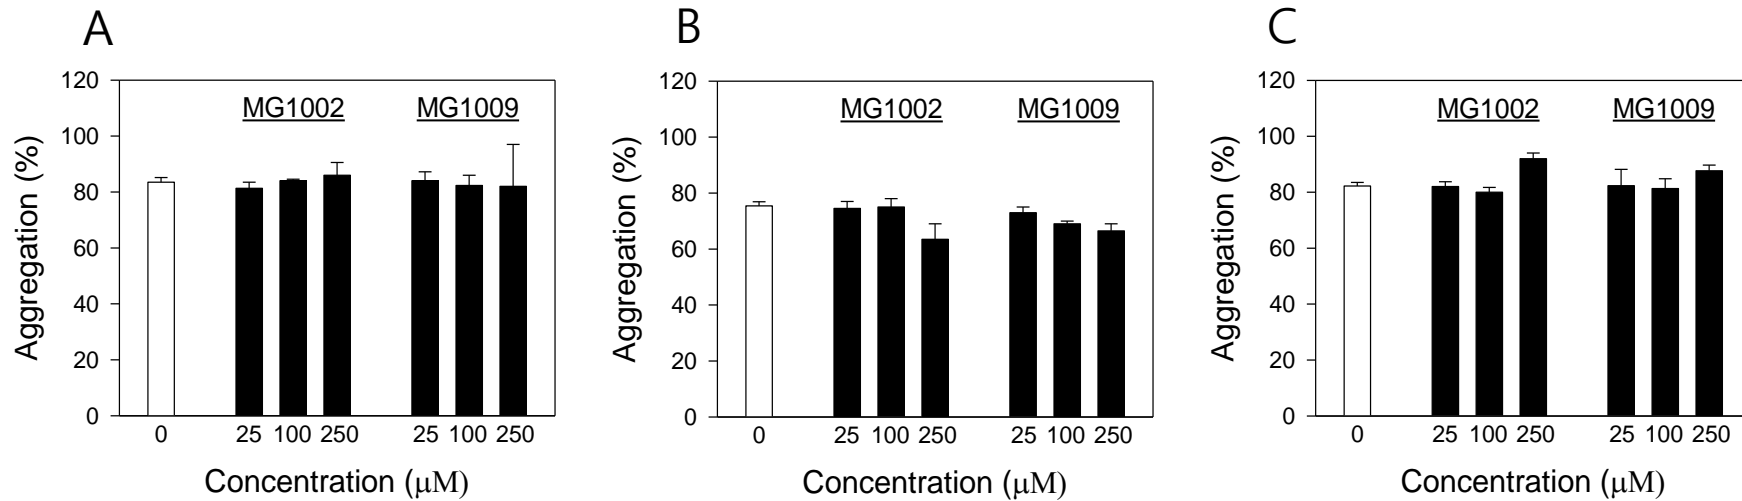 A
Aggregation (%)
120
100
80
60
40
20
0
MG1002 MG1009
0 25 100 250 25 100 250
Concentration (μM)
B
Aggregation (%)
120
100
80
60
40
20
0
MG1002 MG1009
0 25 100 250 25 100 250
Concentration (μM)
C
Aggregation (%)
120
100
80
60
40
20
0
MG1002 MG1009
0 25 100 250 25 100 250
Concentration (μM)